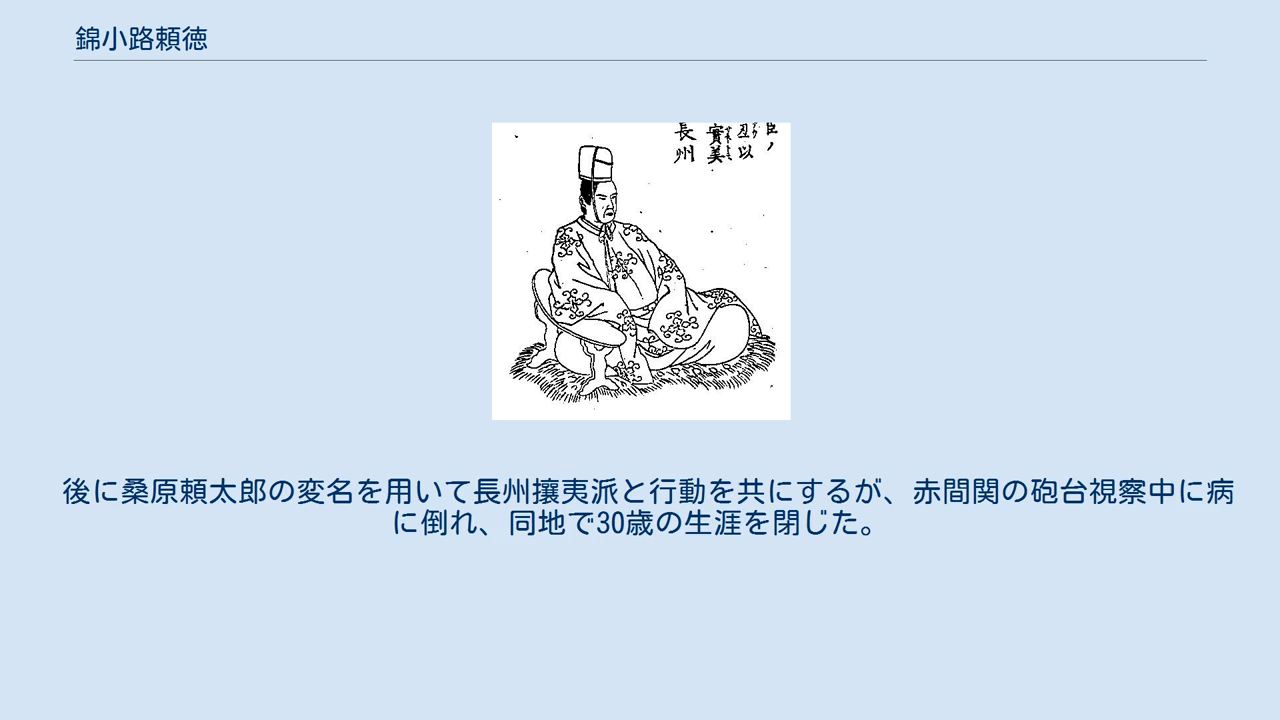 錦小路頼徳
臣ノ
丑以
實美
長州
後に桑原頼太郎の変名を用いて長州攘夷派と行動を共にするが、赤間関の砲台視察中に病
に倒れ、同地で30歳の生涯を閉じた。